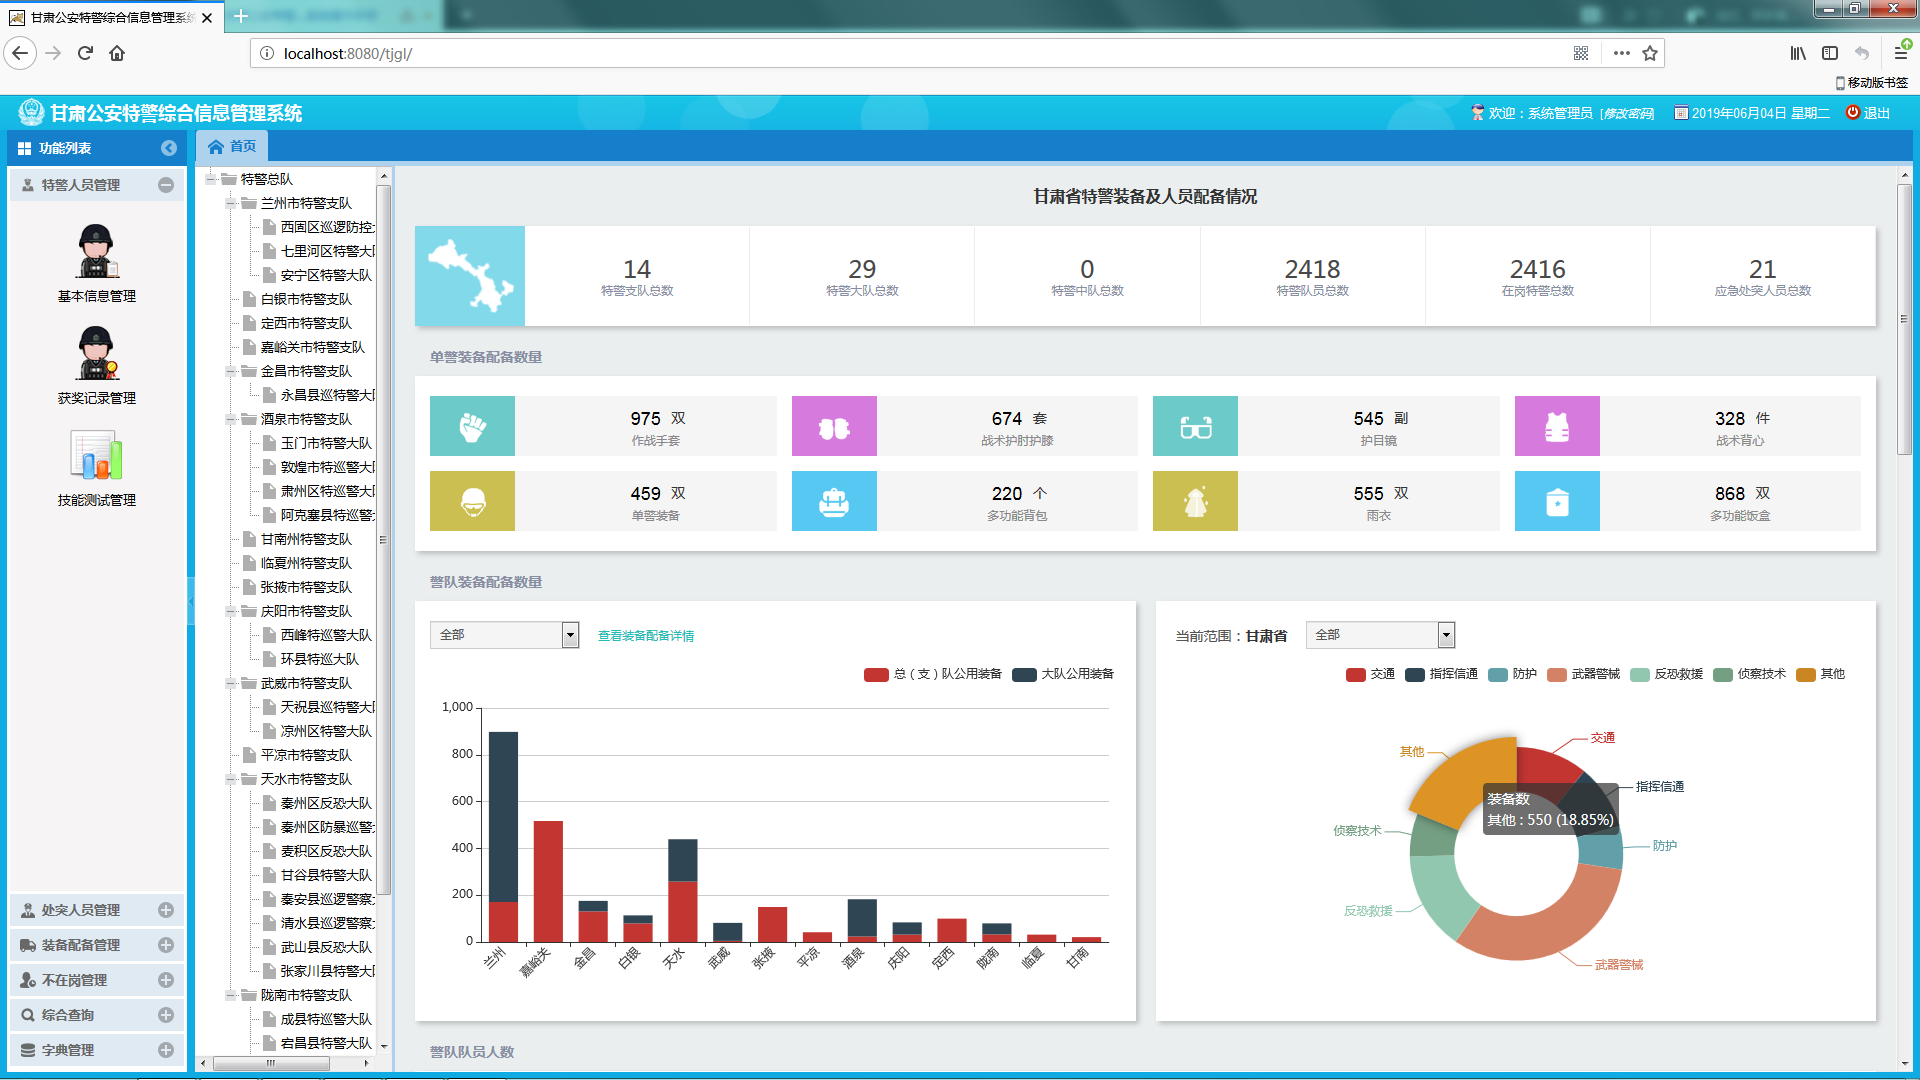 甘肃公安特警综合信息管理系统
localhost:8080/tjgl/
移动版书签
甘肃公安特警综合信息管理系统
欢迎：系统管理员 [修改密码] 2019年06月04日 星期二 退出
功能列表
首页
特警人员管理
基本信息管理
获奖记录管理
技能测试管理
处突人员管理
装备配备管理
不在岗管理
综合查询
字典管理
特警总队
兰州市特警支队
西固区巡逻防控
七里河区特警大
安宁区特警大队
白银市特警支队
定西市特警支队
嘉峪关市特警支队
金昌市特警支队
永昌县巡特警大
酒泉市特警支队
玉门市特警大队
敦煌市特巡警大
肃州区特巡警大
阿克塞县特巡警
甘南州特警支队
临夏州特警支队
张掖市特警支队
庆阳市特警支队
西峰特巡警大队
环县特巡大队
武威市特警支队
天祝县巡特警大
凉州区特警大队
平凉市特警支队
天水市特警支队
秦州区反恐大队
秦州区防暴巡警
麦积区反恐大队
甘谷县特警大队
秦安县巡逻警察
清水县巡逻警察
武山县反恐大队
张家川县特警大
陇南市特警支队
成县特巡警大队
宕昌县特警大队
甘肃省特警装备及人员配备情况
14 29 0 2418 2416 21
特警支队总数 特警大队总数 特警中队总数 特警队员总数 在岗特警总数 应急处突人员总数
单警装备配备数量
975 双 674 套 545 副 328 件
作战手套 战术护肘护膝 护目镜 战术背心
459 双 220 个 555 双 868 双
单警装备 多功能背包 雨衣 多功能饭盒
警队装备配备数量
全部 查看装备配备详情
总（支）队公用装备 大队公用装备
1,000
800
600
400
200
0
兰州 嘉峪关 金昌 白银 天水 武威 张掖 平凉 酒泉 庆阳 定西 陇南 临夏 甘南
当前范围：甘肃省 全部
交通 指挥信通 防护 武器警械 反恐救援 侦察技术 其他
交通
其他
指挥信通
装备数
其他 : 550 (18.85%)
侦察技术
防护
反恐救援
武器警械
警队队员人数